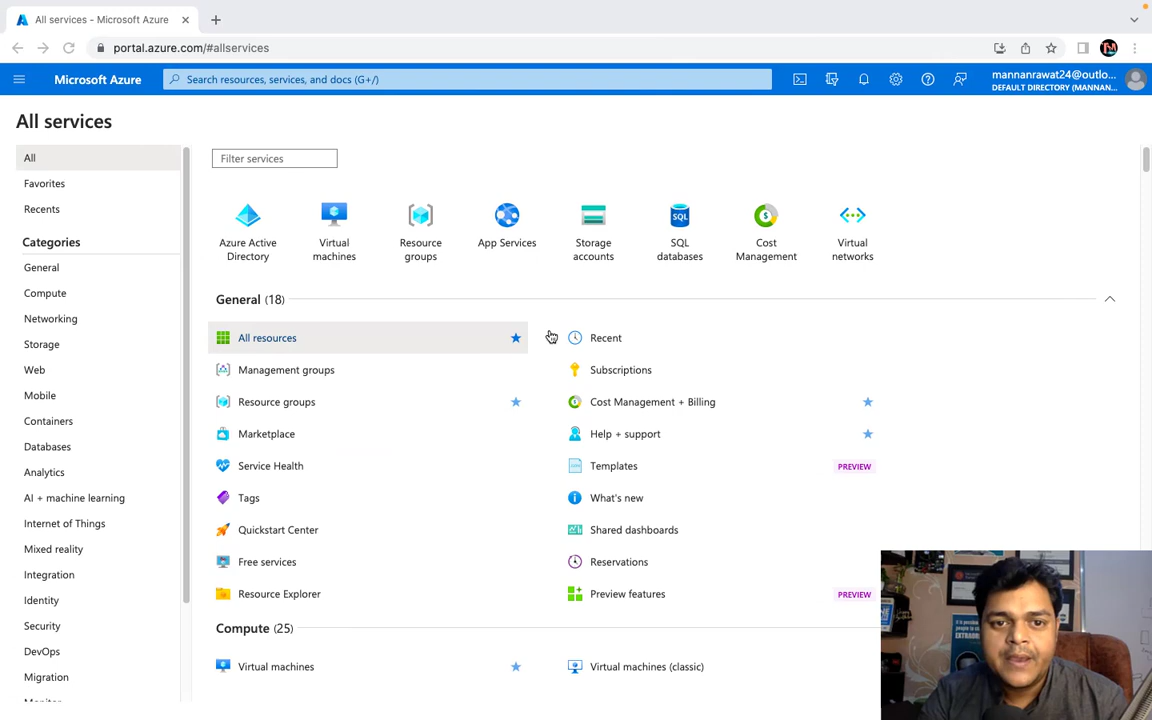 All services - Microsoft Azure
portal.azure.com/#allservices
Microsoft Azure
Search resources, services, and docs (G+/)
mannanrawat24@outlo...
DEFAULT DIRECTORY (MANNAN...
All services
All
Favorites
Recents
Categories
General
Compute
Networking
Storage
Web
Mobile
Containers
Databases
Analytics
AI + machine learning
Internet of Things
Mixed reality
Integration
Identity
Security
DevOps
Migration
Filter services
Azure Active Directory
Virtual machines
Resource groups
App Services
Storage accounts
SQL
SQL databases
Cost Management
Virtual networks
General (18)
All resources
Recent
Management groups
Subscriptions
Resource groups
Cost Management + Billing
Marketplace
Help + support
Service Health
Templates
PREVIEW
Tags
What's new
Quickstart Center
Shared dashboards
Free services
Reservations
Resource Explorer
Preview features
PREVIEW
Compute (25)
Virtual machines
Virtual machines (classic)